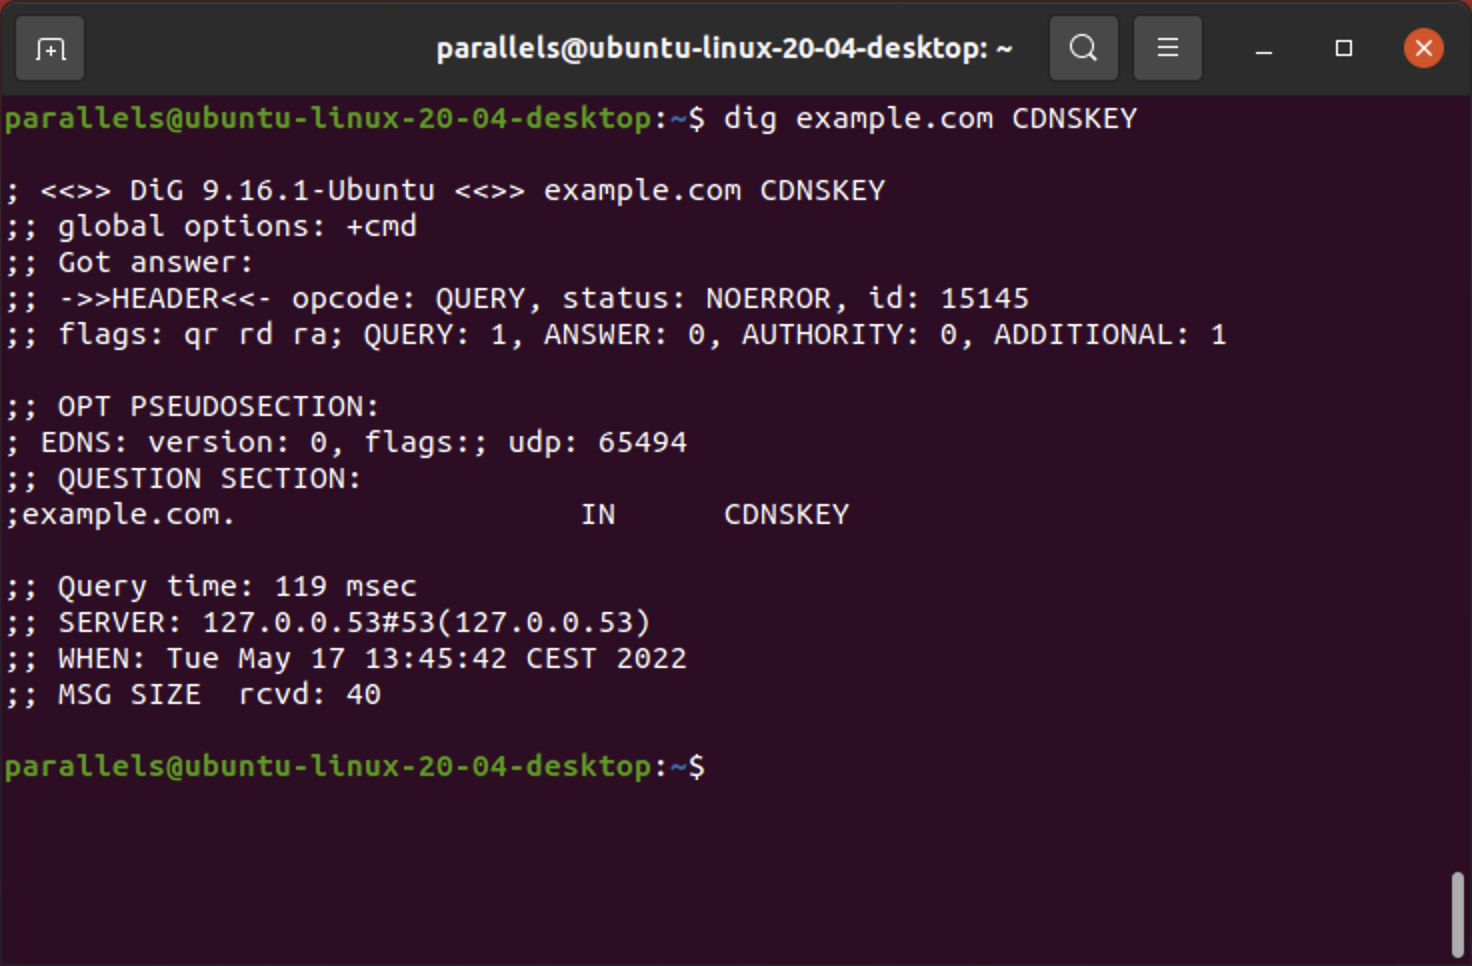 parallels@ubuntu-linux-20-04-desktop: ~
parallels@ubuntu-linux-20-04-desktop:~$ dig example.com CDNSKEY
; <<>> DiG 9.16.1-Ubuntu <<>> example.com CDNSKEY
;; global options: +cmd
;; Got answer:
;; ->>HEADER<<- opcode: QUERY, status: NOERROR, id: 15145
;; flags: qr rd ra; QUERY: 1, ANSWER: 0, AUTHORITY: 0, ADDITIONAL: 1
;; OPT PSEUDOSECTION:
; EDNS: version: 0, flags:; udp: 65494
;; QUESTION SECTION:
;example.com. IN CDNSKEY
;; Query time: 119 msec
;; SERVER: 127.0.0.53#53(127.0.0.53)
;; WHEN: Tue May 17 13:45:42 CEST 2022
;; MSG SIZE  rcvd: 40
parallels@ubuntu-linux-20-04-desktop:~$